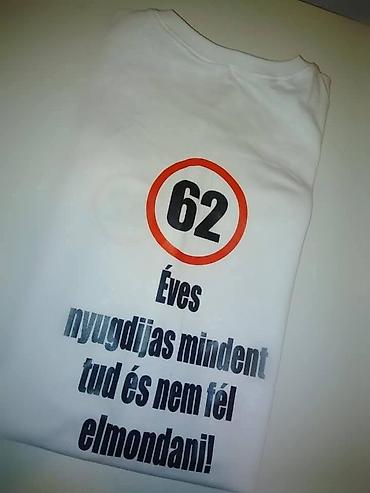 62
Éves
nyugdijas mindent
tud és nem fél
elmondani!